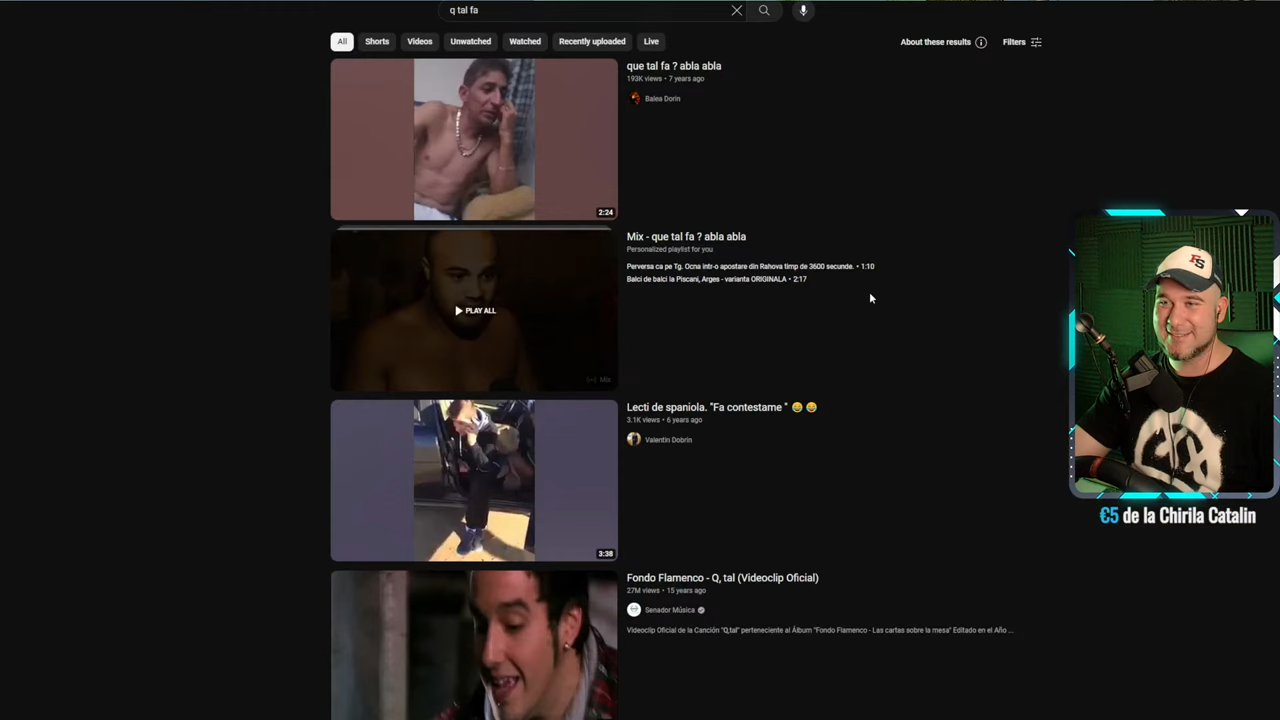 q tal fa
All
Shorts
Videos
Unwatched
Watched
Recently uploaded
Live
About these results
Filters
2:24
que tal fa ? abla abla
193K views • 7 years ago
Balea Dorin
PLAY ALL
Mix
Mix - que tal fa ? abla abla
Personalized playlist for you
Perversa ca pe Tg. Ocna intr-o apostare din Rahova timp de 3600 secunde. • 1:10
Balci de balci la Piscani, Arges - varianta ORIGINALA • 2:17
3:38
Lecti de spaniola. "Fa contestame " 😂 😂
3.1K views • 6 years ago
Valentin Dobrin
Fondo Flamenco - Q, tal (Videoclip Oficial)
27M views • 15 years ago
Senador Música
Videoclip Oficial de la Canción "Q,tal" perteneciente al Álbum "Fondo Flamenco - Las cartas sobre la mesa" Editado en el Año ...
FS
€5 de la Chirila Catalin